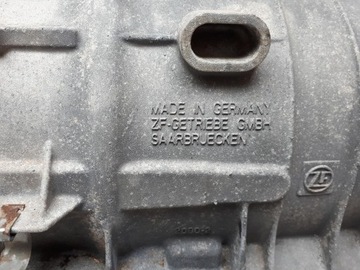 MADE IN GERMANY
ZF-GETRIEBE GMBH
SAARBRUECKEN
ZF